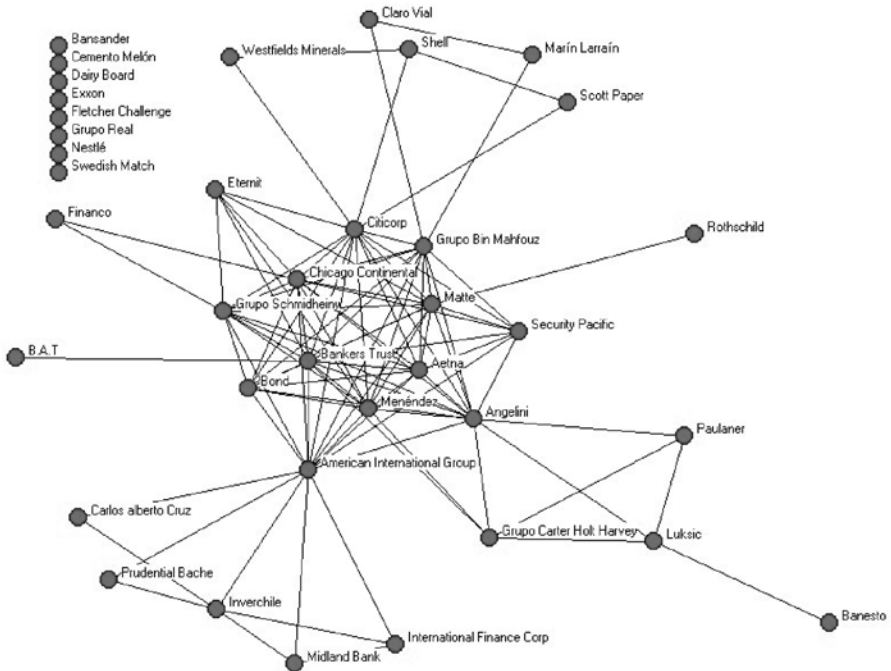 Claro Vial
Bansander
Cemento Melón
Dairy Board
Exxon
Fletcher Challenge
Grupo Real
Nestlé
Swedish Match
Westfields Minerals
Shell
Marín Larraín
Scott Paper
Eternit
Financo
Citicorp
Grupo Bin Mahfouz
Rothschild
Chicago Continental
Grupo Schmidheiny
Matte
Security Pacific
B.A.T
Bankers Trust
Aetna
Bond
Menéndez
Angelini
Paulaner
American International Group
Carlos alberto Cruz
Grupo Carter Holt Harvey
Luksic
Prudential Bache
Inverchile
Banesto
International Finance Corp
Midland Bank